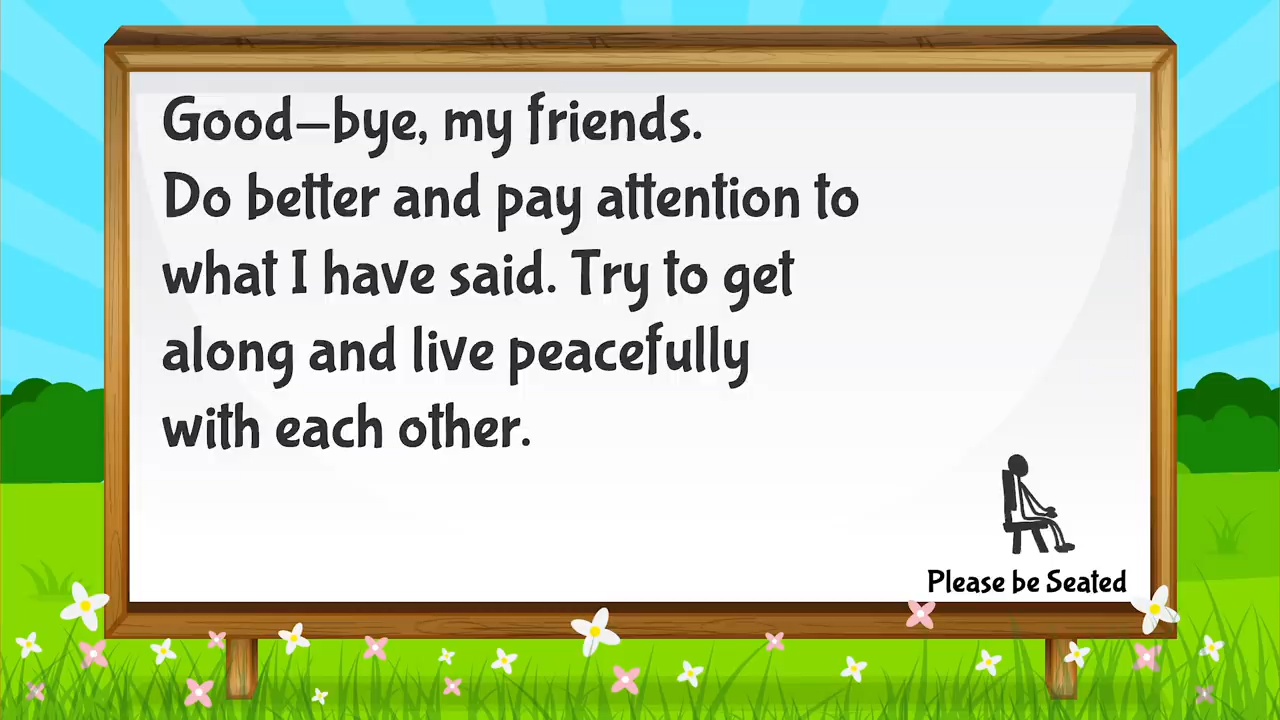 Good–bye, my friends.
Do better and pay attention to
what I have said. Try to get
along and live peacefully
with each other.
Please be Seated